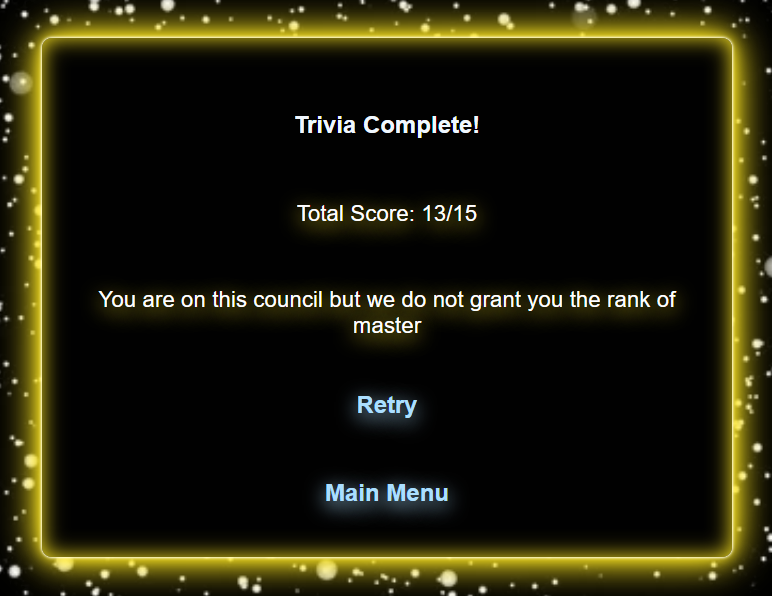 Trivia Complete!
Total Score: 13/15
You are on this council but we do not grant you the rank of
master
Retry
Main Menu